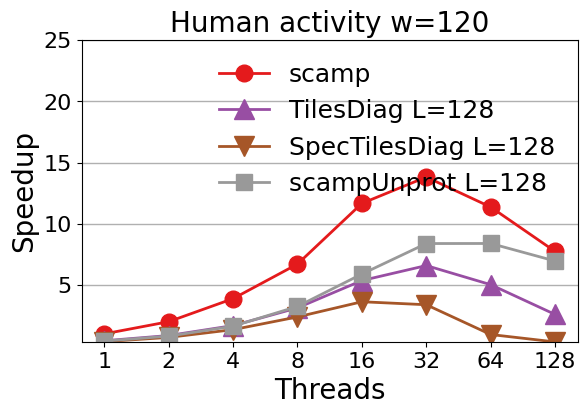 Human activity w=120
25
20
15
10
5
Speedup
scamp
TilesDiag L=128
SpecTilesDiag L=128
scampUnprot L=128
1 2 4 8 16 32 64 128
Threads